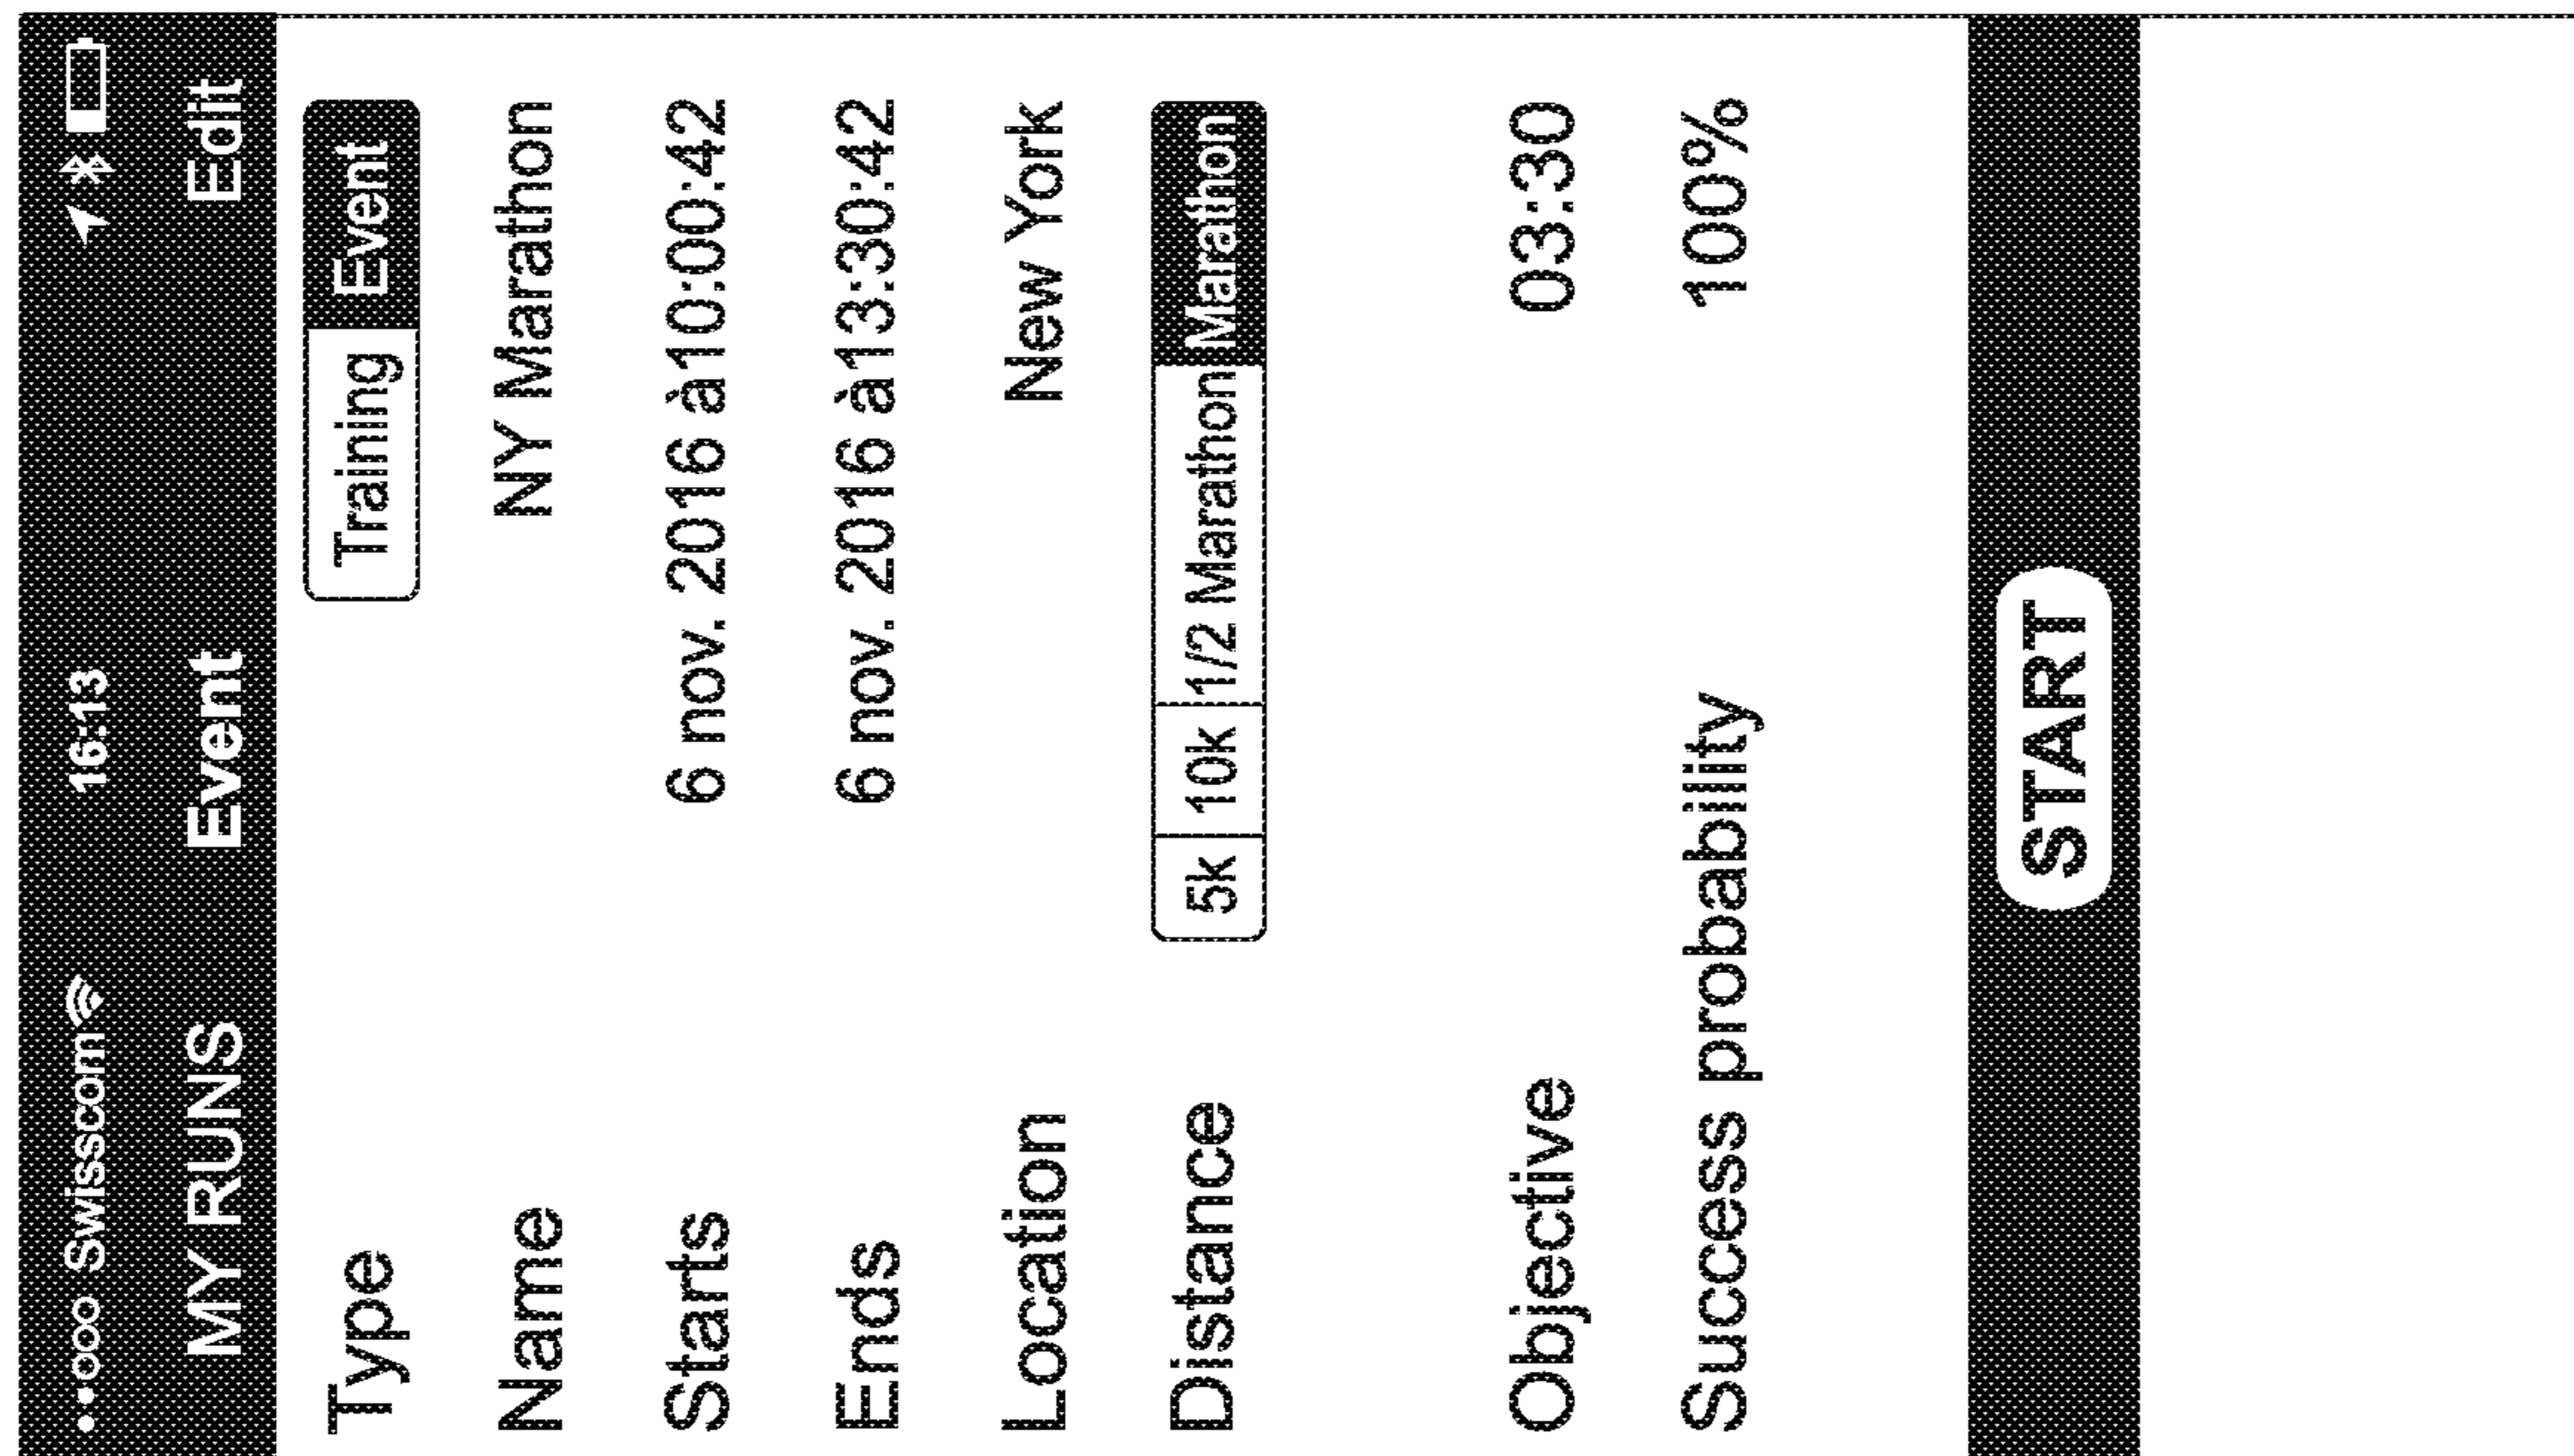 Swisscom 16:13
MY RUNS Event Edit
Type Training Event
Name NY Marathon
Starts 6 nov. 2016 à10:00:42
Ends 6 nov. 2016 à13:30:42
Location New York
Distance 5k 10k 1/2 Marathon Marathon
Objective 03:30
Success probability 100%
START